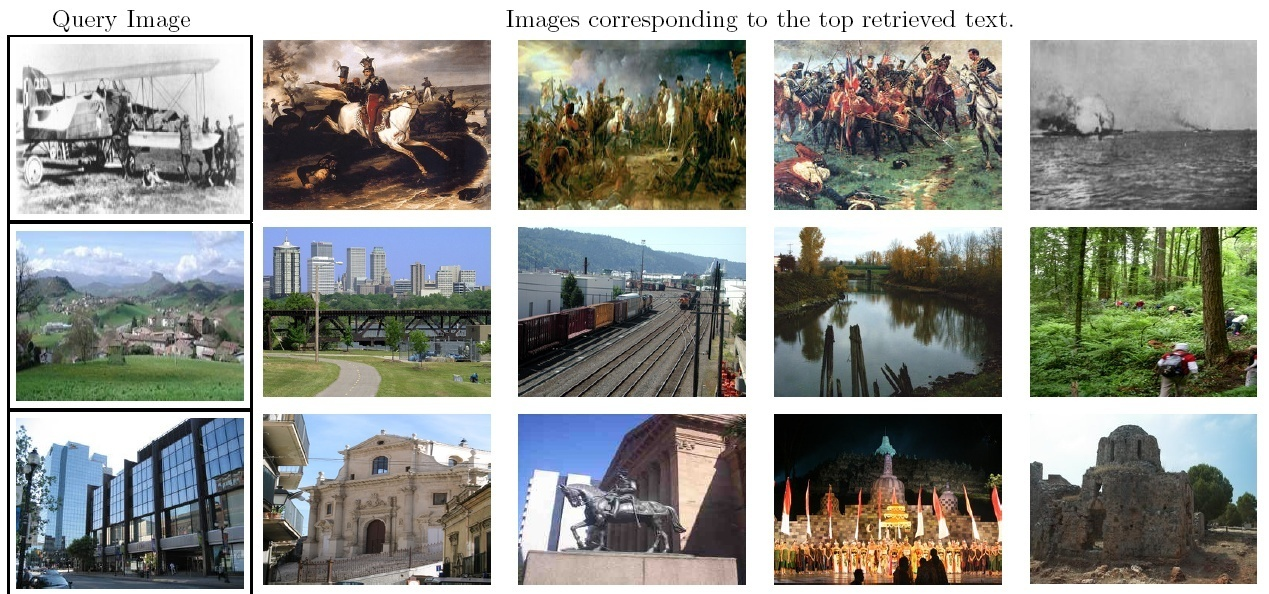 Query Image
Images corresponding to the top retrieved text.